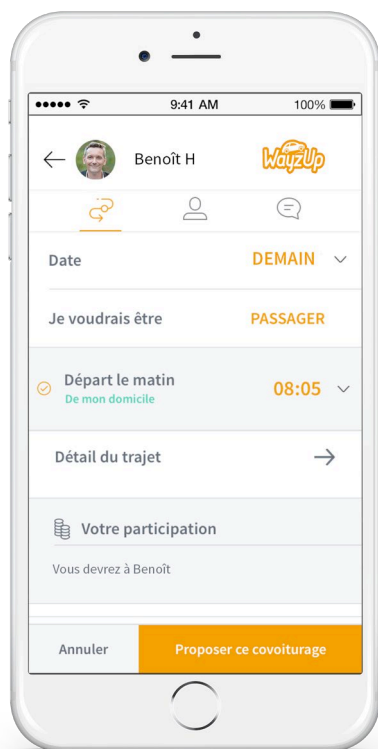 9:41 AM
100%
Benoît H
WayzUp
Date
DEMAIN
Je voudrais être
PASSAGER
Départ le matin
De mon domicile
08:05
Détail du trajet
Votre participation
Vous devrez à Benoît
Annuler
Proposer ce covoiturage